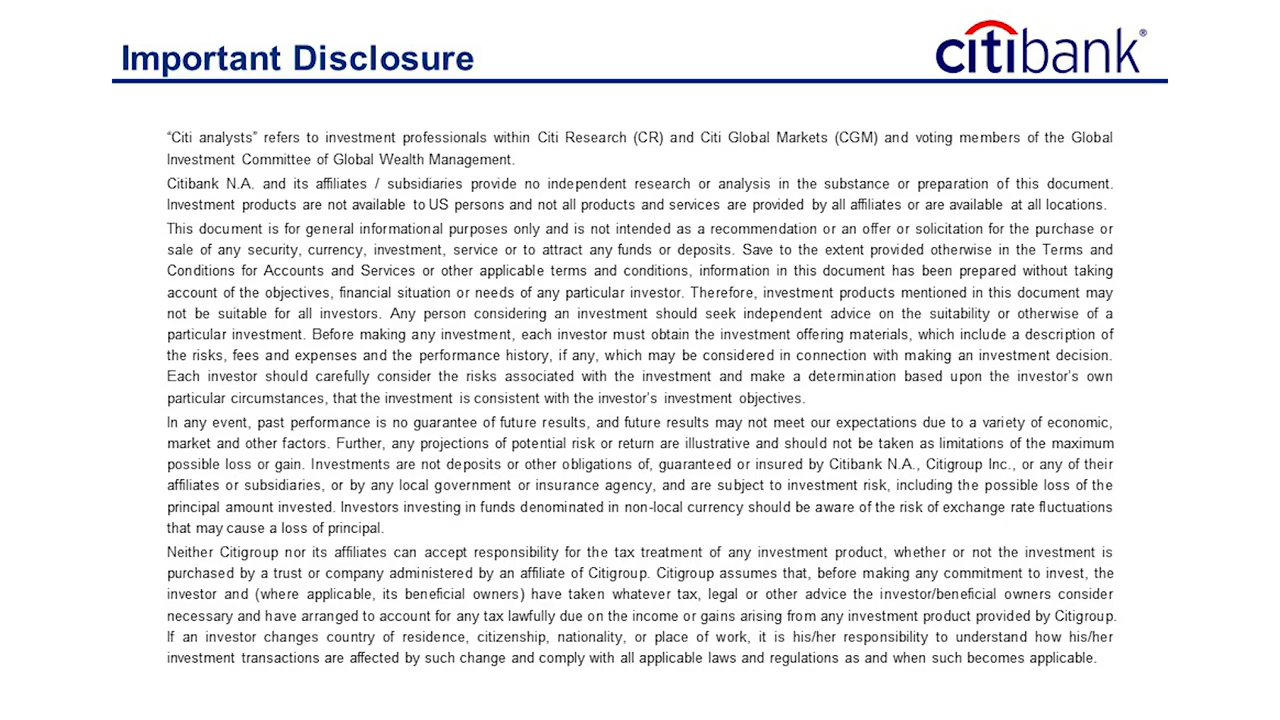 Important Disclosure
citibank®
“Citi analysts” refers to investment professionals within Citi Research (CR) and Citi Global Markets (CGM) and voting members of the Global
Investment Committee of Global Wealth Management.
Citibank N.A. and its affiliates / subsidiaries provide no independent research or analysis in the substance or preparation of this document.
Investment products are not available to US persons and not all products and services are provided by all affiliates or are available at all locations.
This document is for general informational purposes only and is not intended as a recommendation or an offer or solicitation for the purchase or
sale of any security, currency, investment, service or to attract any funds or deposits. Save to the extent provided otherwise in the Terms and
Conditions for Accounts and Services or other applicable terms and conditions, information in this document has been prepared without taking
account of the objectives, financial situation or needs of any particular investor. Therefore, investment products mentioned in this document may
not be suitable for all investors. Any person considering an investment should seek independent advice on the suitability or otherwise of a
particular investment. Before making any investment, each investor must obtain the investment offering materials, which include a description of
the risks, fees and expenses and the performance history, if any, which may be considered in connection with making an investment decision.
Each investor should carefully consider the risks associated with the investment and make a determination based upon the investor’s own
particular circumstances, that the investment is consistent with the investor’s investment objectives.
In any event, past performance is no guarantee of future results, and future results may not meet our expectations due to a variety of economic,
market and other factors. Further, any projections of potential risk or return are illustrative and should not be taken as limitations of the maximum
possible loss or gain. Investments are not deposits or other obligations of, guaranteed or insured by Citibank N.A., Citigroup Inc., or any of their
affiliates or subsidiaries, or by any local government or insurance agency, and are subject to investment risk, including the possible loss of the
principal amount invested. Investors investing in funds denominated in non-local currency should be aware of the risk of exchange rate fluctuations
that may cause a loss of principal.
Neither Citigroup nor its affiliates can accept responsibility for the tax treatment of any investment product, whether or not the investment is
purchased by a trust or company administered by an affiliate of Citigroup. Citigroup assumes that, before making any commitment to invest, the
investor and (where applicable, its beneficial owners) have taken whatever tax, legal or other advice the investor/beneficial owners consider
necessary and have arranged to account for any tax lawfully due on the income or gains arising from any investment product provided by Citigroup.
If an investor changes country of residence, citizenship, nationality, or place of work, it is his/her responsibility to understand how his/her
investment transactions are affected by such change and comply with all applicable laws and regulations as and when such becomes applicable.